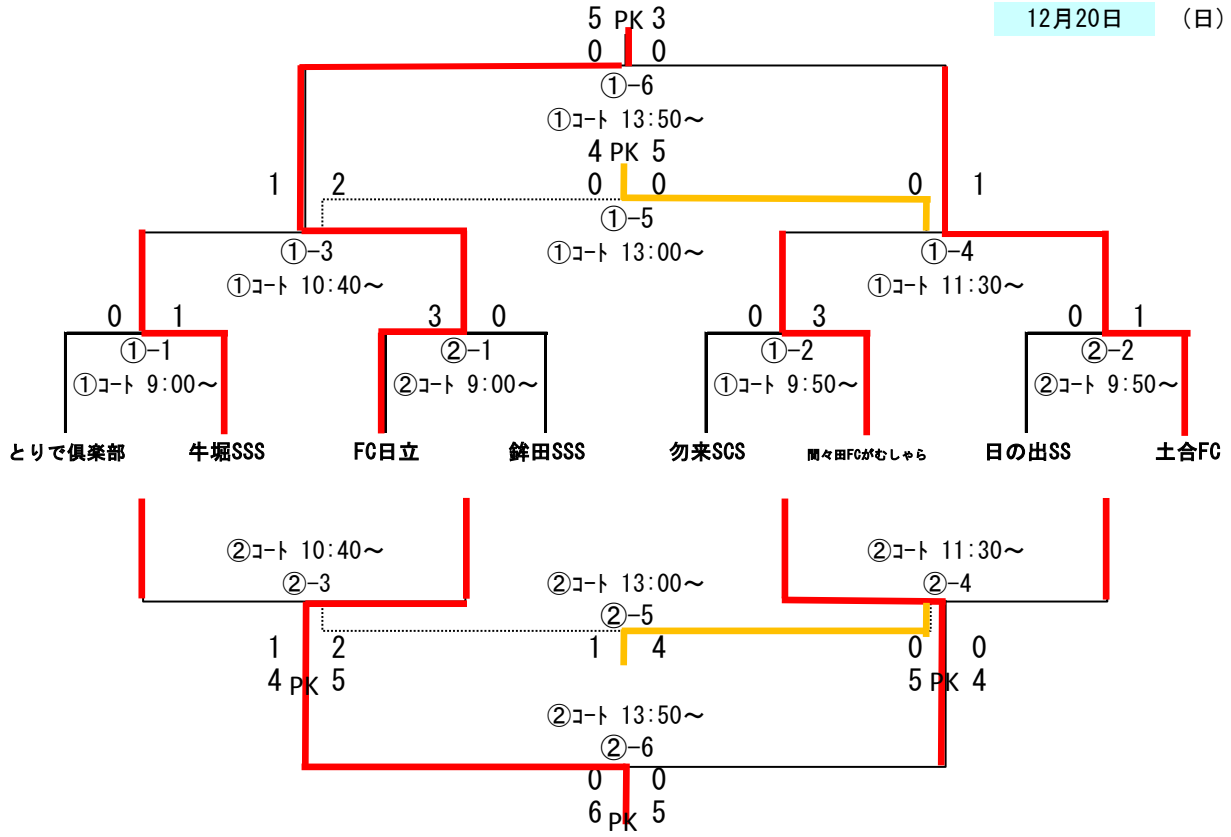 5 PK 3
12月20日 （日）
0 0
①-6
①ｺｰﾄ 13:50～
4 PK 5
1 2 0 0 0 1
①-5
①-3 ①ｺｰﾄ 13:00～ ①-4
①ｺｰﾄ 10:40～ ①ｺｰﾄ 11:30～
0 1 3 0 0 3 0 1
①-1 ②-1 ①-2 ②-2
①ｺｰﾄ 9:00～ ②ｺｰﾄ 9:00～ ①ｺｰﾄ 9:50～ ②ｺｰﾄ 9:50～
とりで倶楽部 牛堀SSS FC日立 鉾田SSS 勿来SCS 間々田FCがむしゃら 日の出SS 土合FC
②ｺｰﾄ 10:40～ ②ｺｰﾄ 11:30～
②-3 ②ｺｰﾄ 13:00～ ②-4
②-5
1 2 1 4 0 0
4 PK 5 5 PK 4
②ｺｰﾄ 13:50～
②-6
0 0
6 PK 5